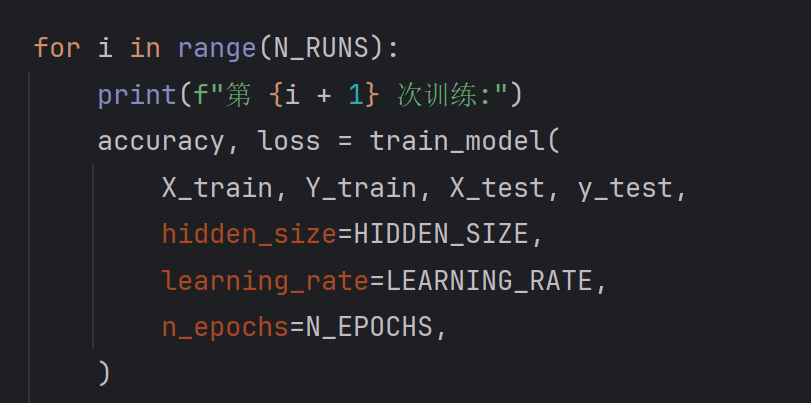 for i in range(N_RUNS):
    print(f"第 {i + 1} 次训练:")
    accuracy, loss = train_model(
        X_train, Y_train, X_test, y_test,
        hidden_size=HIDDEN_SIZE,
        learning_rate=LEARNING_RATE,
        n_epochs=N_EPOCHS,
    )